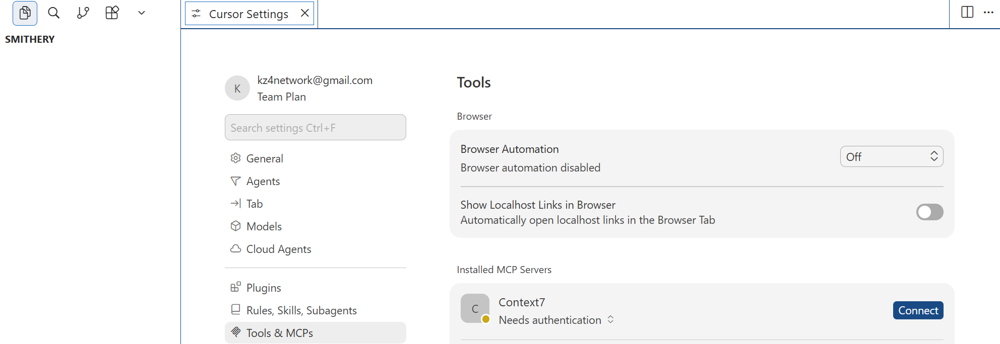 Cursor Settings
SMITHERY
K
kz4network@gmail.com
Team Plan
Search settings Ctrl+F
General
Agents
Tab
Models
Cloud Agents
Plugins
Rules, Skills, Subagents
Tools & MCPs
Tools
Browser
Browser Automation
Browser automation disabled
Off
Show Localhost Links in Browser
Automatically open localhost links in the Browser Tab
Installed MCP Servers
C
Context7
Needs authentication
Connect